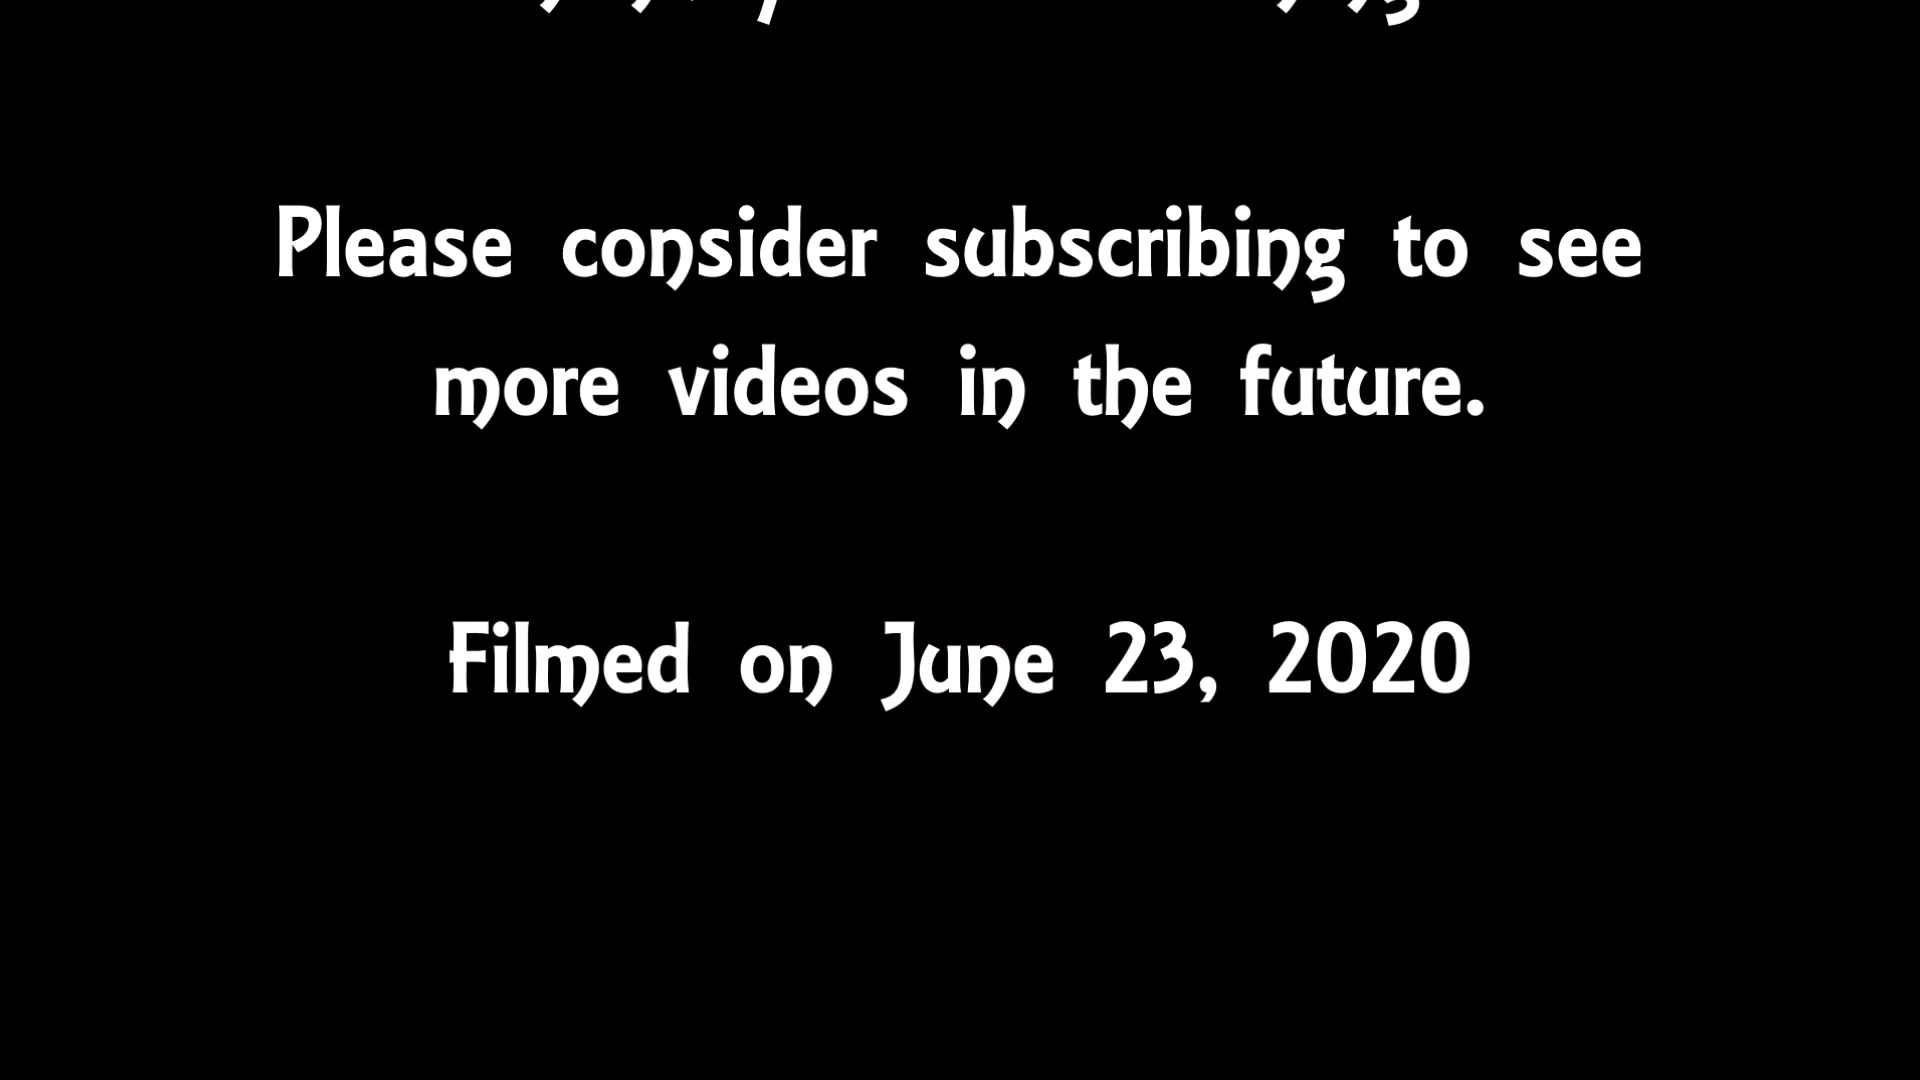 Please consider subscribing to see
more videos in the future.
Filmed on June 23, 2020